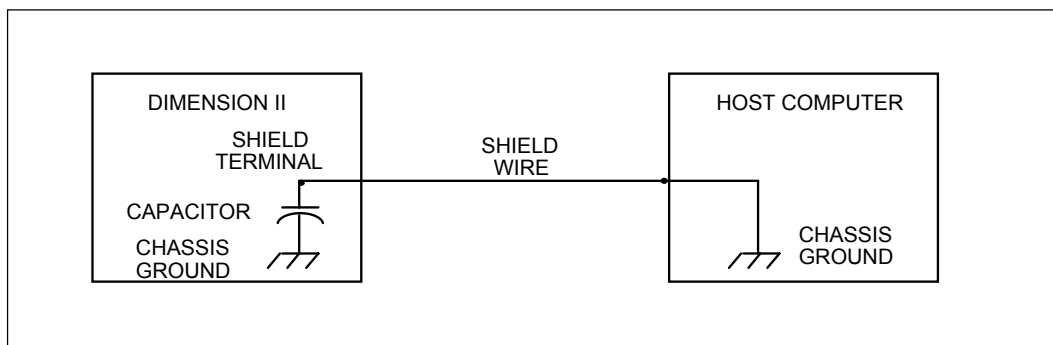 DIMENSION II
SHIELD
TERMINAL
CAPACITOR
CHASSIS
GROUND
SHIELD
WIRE
HOST COMPUTER
CHASSIS
GROUND